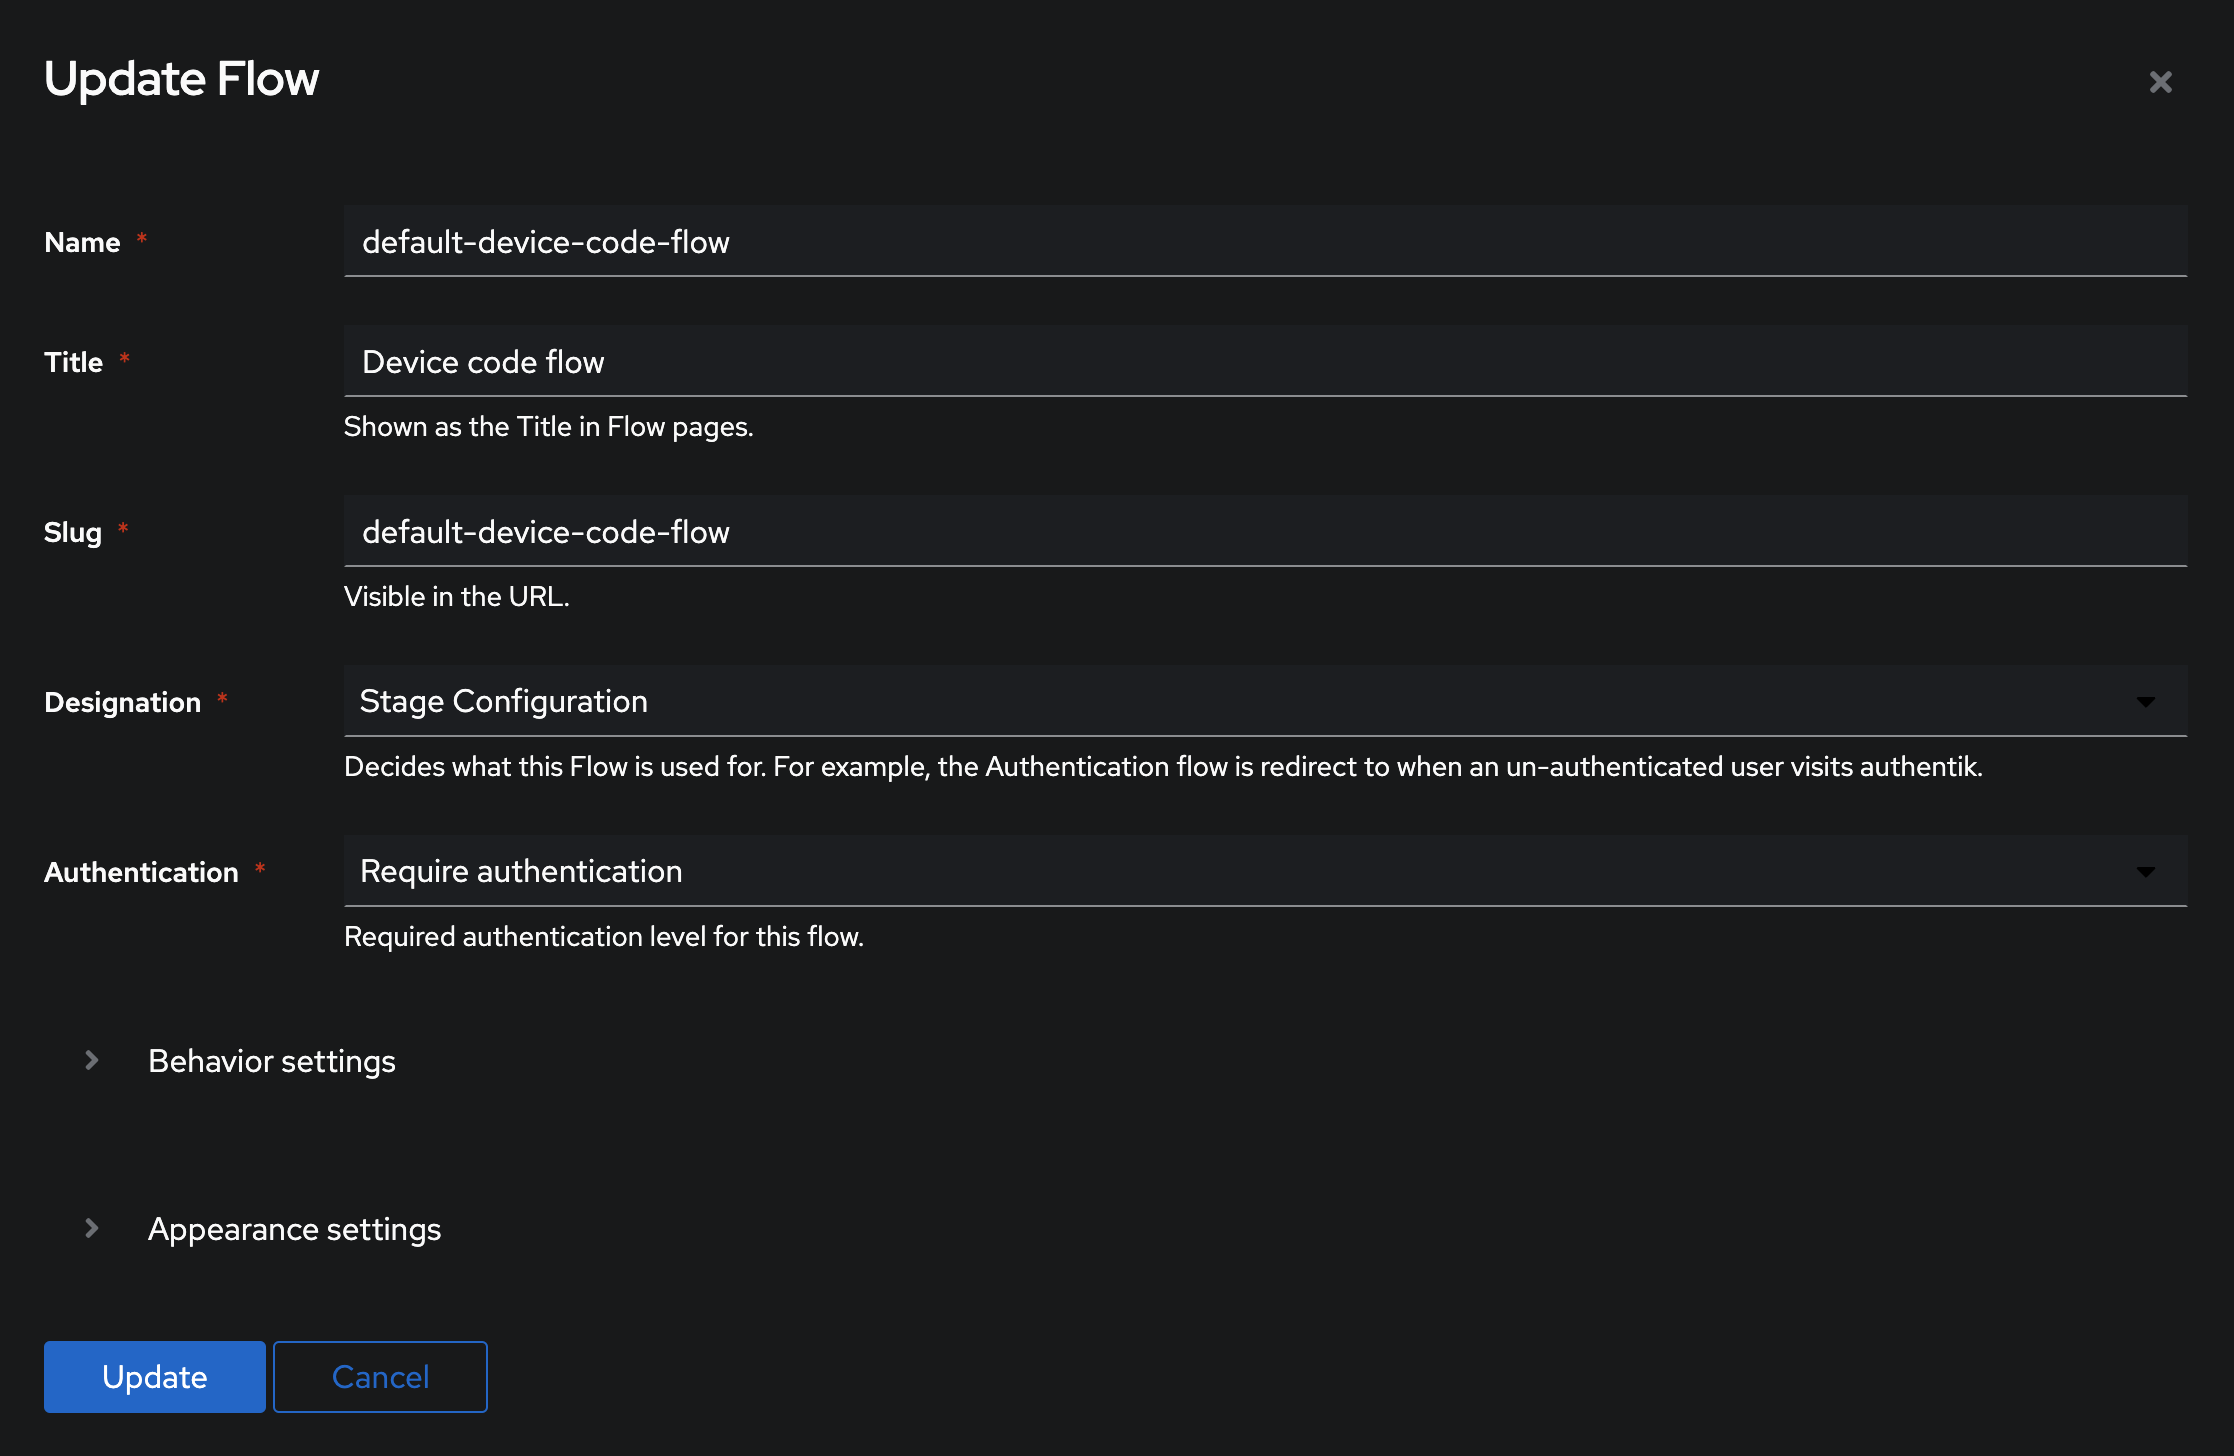 Update Flow
Name *
default-device-code-flow
Title *
Device code flow
Shown as the Title in Flow pages.
Slug *
default-device-code-flow
Visible in the URL.
Designation *
Stage Configuration
Decides what this Flow is used for. For example, the Authentication flow is redirect to when an un-authenticated user visits authentik.
Authentication *
Require authentication
Required authentication level for this flow.
Behavior settings
Appearance settings
Update
Cancel